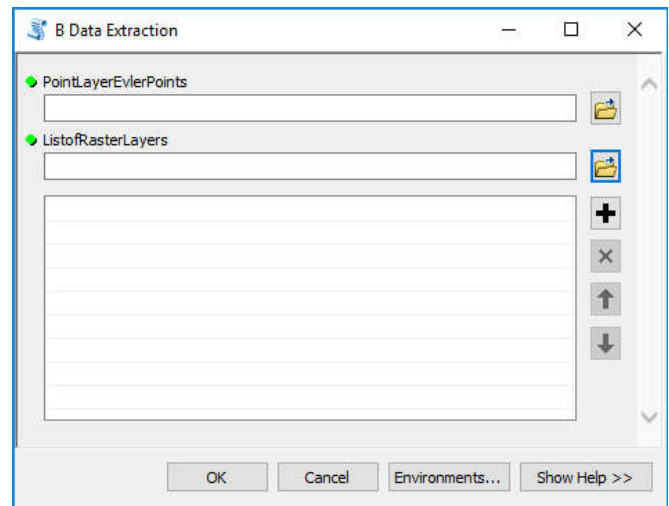 B Data Extraction
PointLayerEvlerPoints
ListofRasterLayers
OK Cancel Environments... Show Help >>